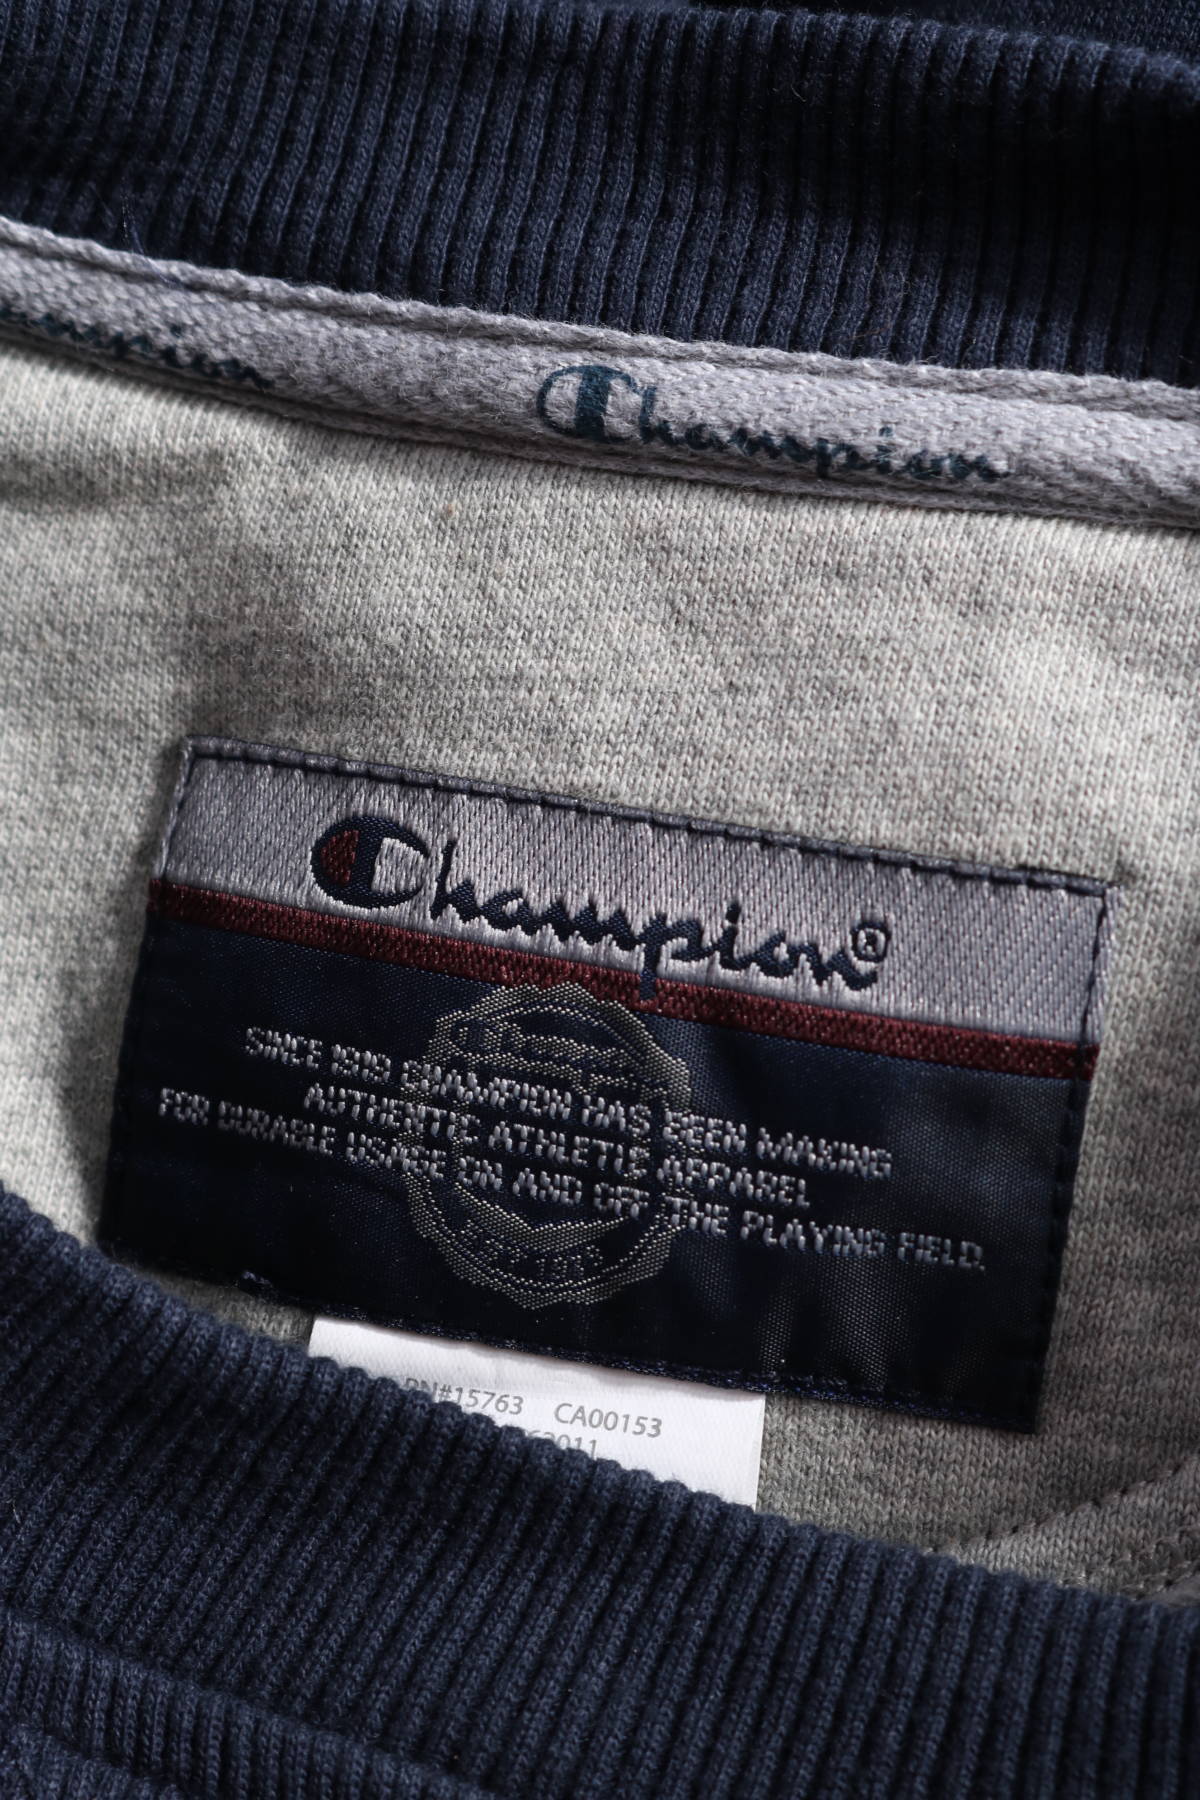 Champion
Champion
Champion®
SINCE 1919 CHAMPION HAS BEEN MAKING
AUTHENTIC ATHLETIC APPAREL
FOR DURABLE USAGE ON AND OFF THE PLAYING FIELD.
RN#15763 CA00153